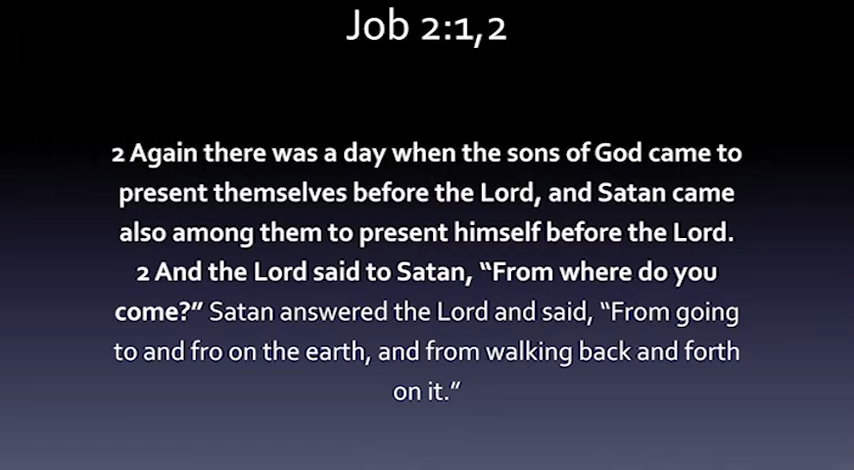 Job 2:1,2
2 Again there was a day when the sons of God came to
present themselves before the Lord, and Satan came
also among them to present himself before the Lord.
2 And the Lord said to Satan, “From where do you
come?” Satan answered the Lord and said, “From going
to and fro on the earth, and from walking back and forth
on it.”